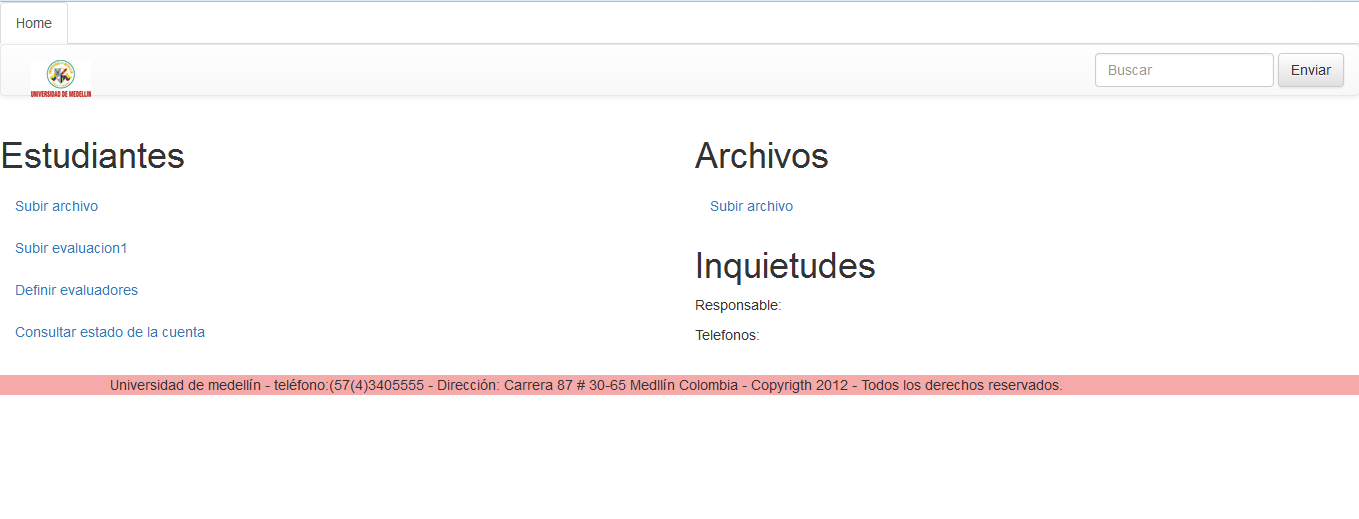 Home
UNIVERSIDAD DE MEDELLIN
Buscar
Enviar
Estudiantes
Subir archivo
Subir evaluacion1
Definir evaluadores
Consultar estado de la cuenta
Archivos
Subir archivo
Inquietudes
Responsable:
Telefonos:
Universidad de medellín - teléfono:(57(4)3405555 - Dirección: Carrera 87 # 30-65 Medllín Colombia - Copyrigth 2012 - Todos los derechos reservados.